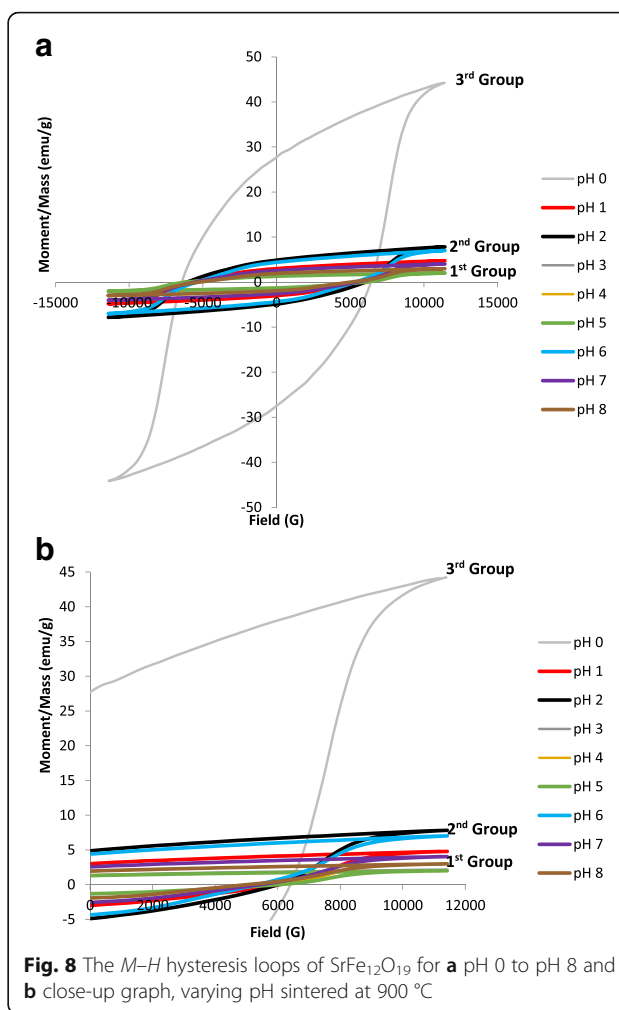 a
Moment/Mass (emu/g)
50
40
30
20
10
0
-10
-20
-30
-40
-50
-15000
-10000
-5000
0
5000
10000
15000
Field (G)
3rd Group
2nd Group
1st Group
pH 0
pH 1
pH 2
pH 3
pH 4
pH 5
pH 6
pH 7
pH 8
b
Moment/Mass (emu/g)
45
40
35
30
25
20
15
10
5
0
-5
0
2000
4000
6000
8000
10000
12000
Field (G)
3rd Group
2nd Group
1st Group
pH 0
pH 1
pH 2
pH 3
pH 4
pH 5
pH 6
pH 7
pH 8
Fig. 8 The M–H hysteresis loops of SrFe12O19 for a pH 0 to pH 8 and
b close-up graph, varying pH sintered at 900 °C